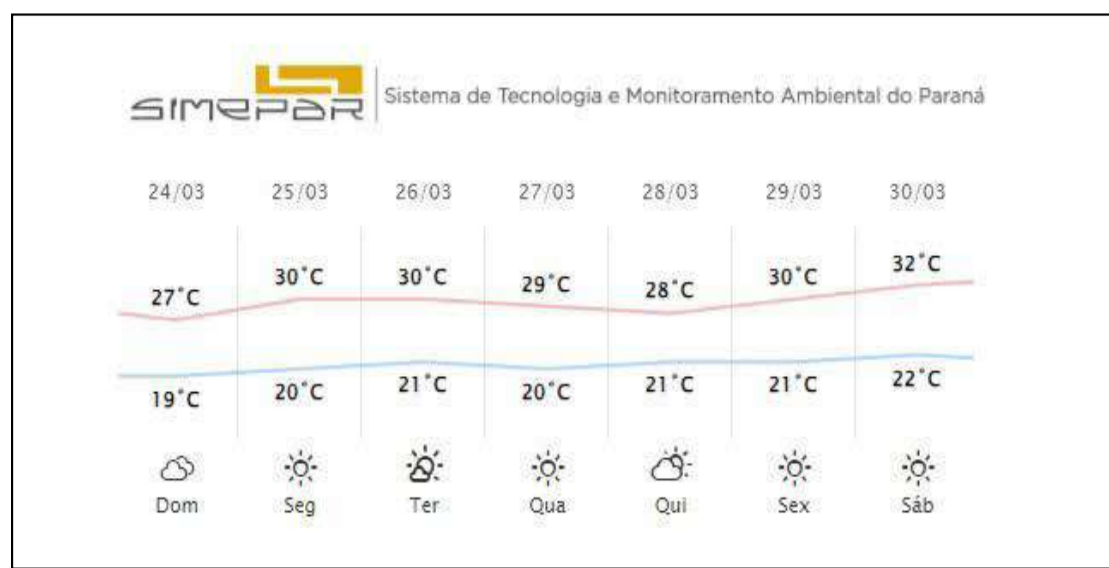 SIMEPAR
Sistema de Tecnologia e Monitoramento Ambiental do Paraná
24/03 25/03 26/03 27/03 28/03 29/03 30/03
27°C 30°C 30°C 29°C 28°C 30°C 32°C
19°C 20°C 21°C 20°C 21°C 21°C 22°C
Dom Seg Ter Qua Qui Sex Sáb